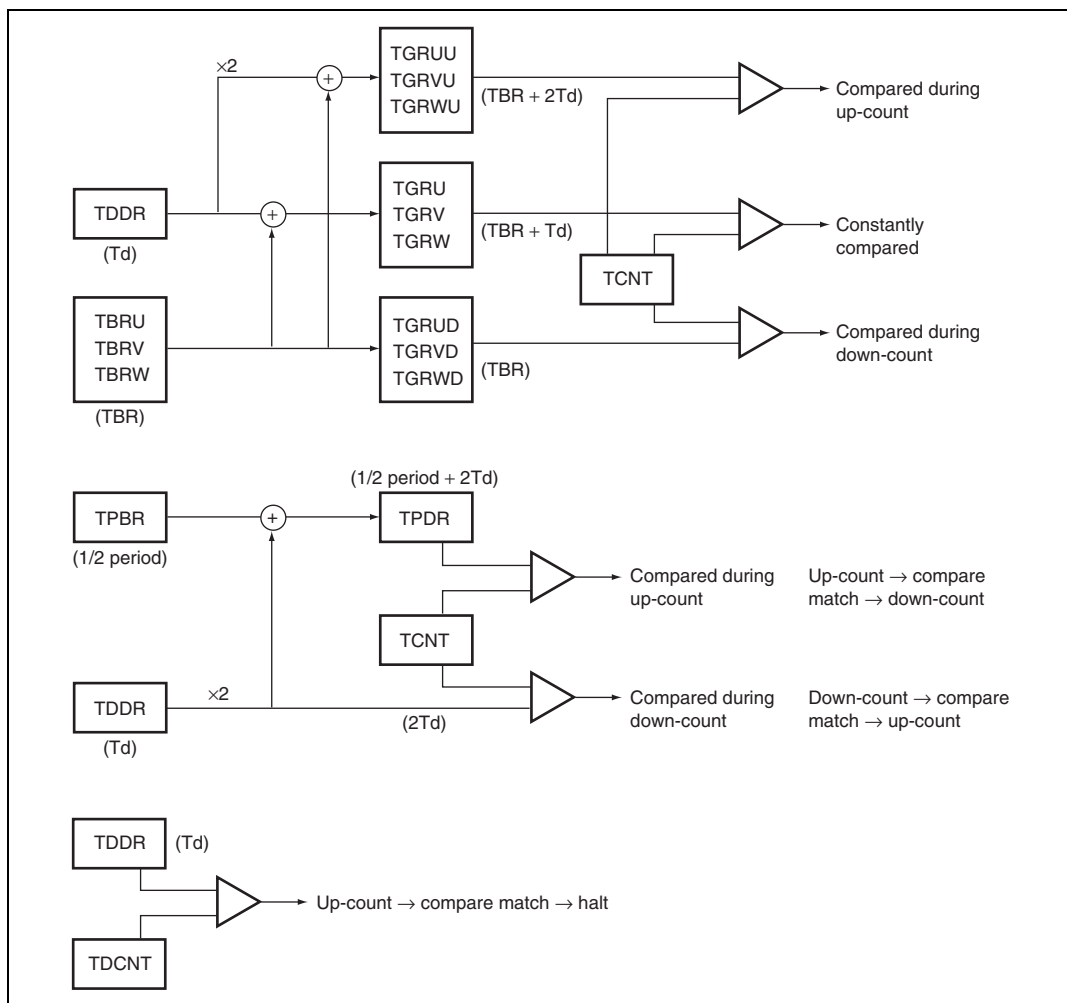 ×2
+
TGRUU
TGRVU
TGRWU
(TBR + 2Td)
Compared during
up-count
TDDR
(Td)
+
TGRU
TGRV
TGRW
(TBR + Td)
Constantly
compared
TCNT
TBRU
TBRV
TBRW
(TBR)
TGRUD
TGRVD
TGRWD
(TBR)
Compared during
down-count
(1/2 period + 2Td)
TPBR
(1/2 period)
+
TPDR
Compared during
up-count
Up-count → compare
match → down-count
TCNT
TDDR
(Td)
×2
(2Td)
Compared during
down-count
Down-count → compare
match → up-count
TDDR
(Td)
Up-count → compare match → halt
TDCNT